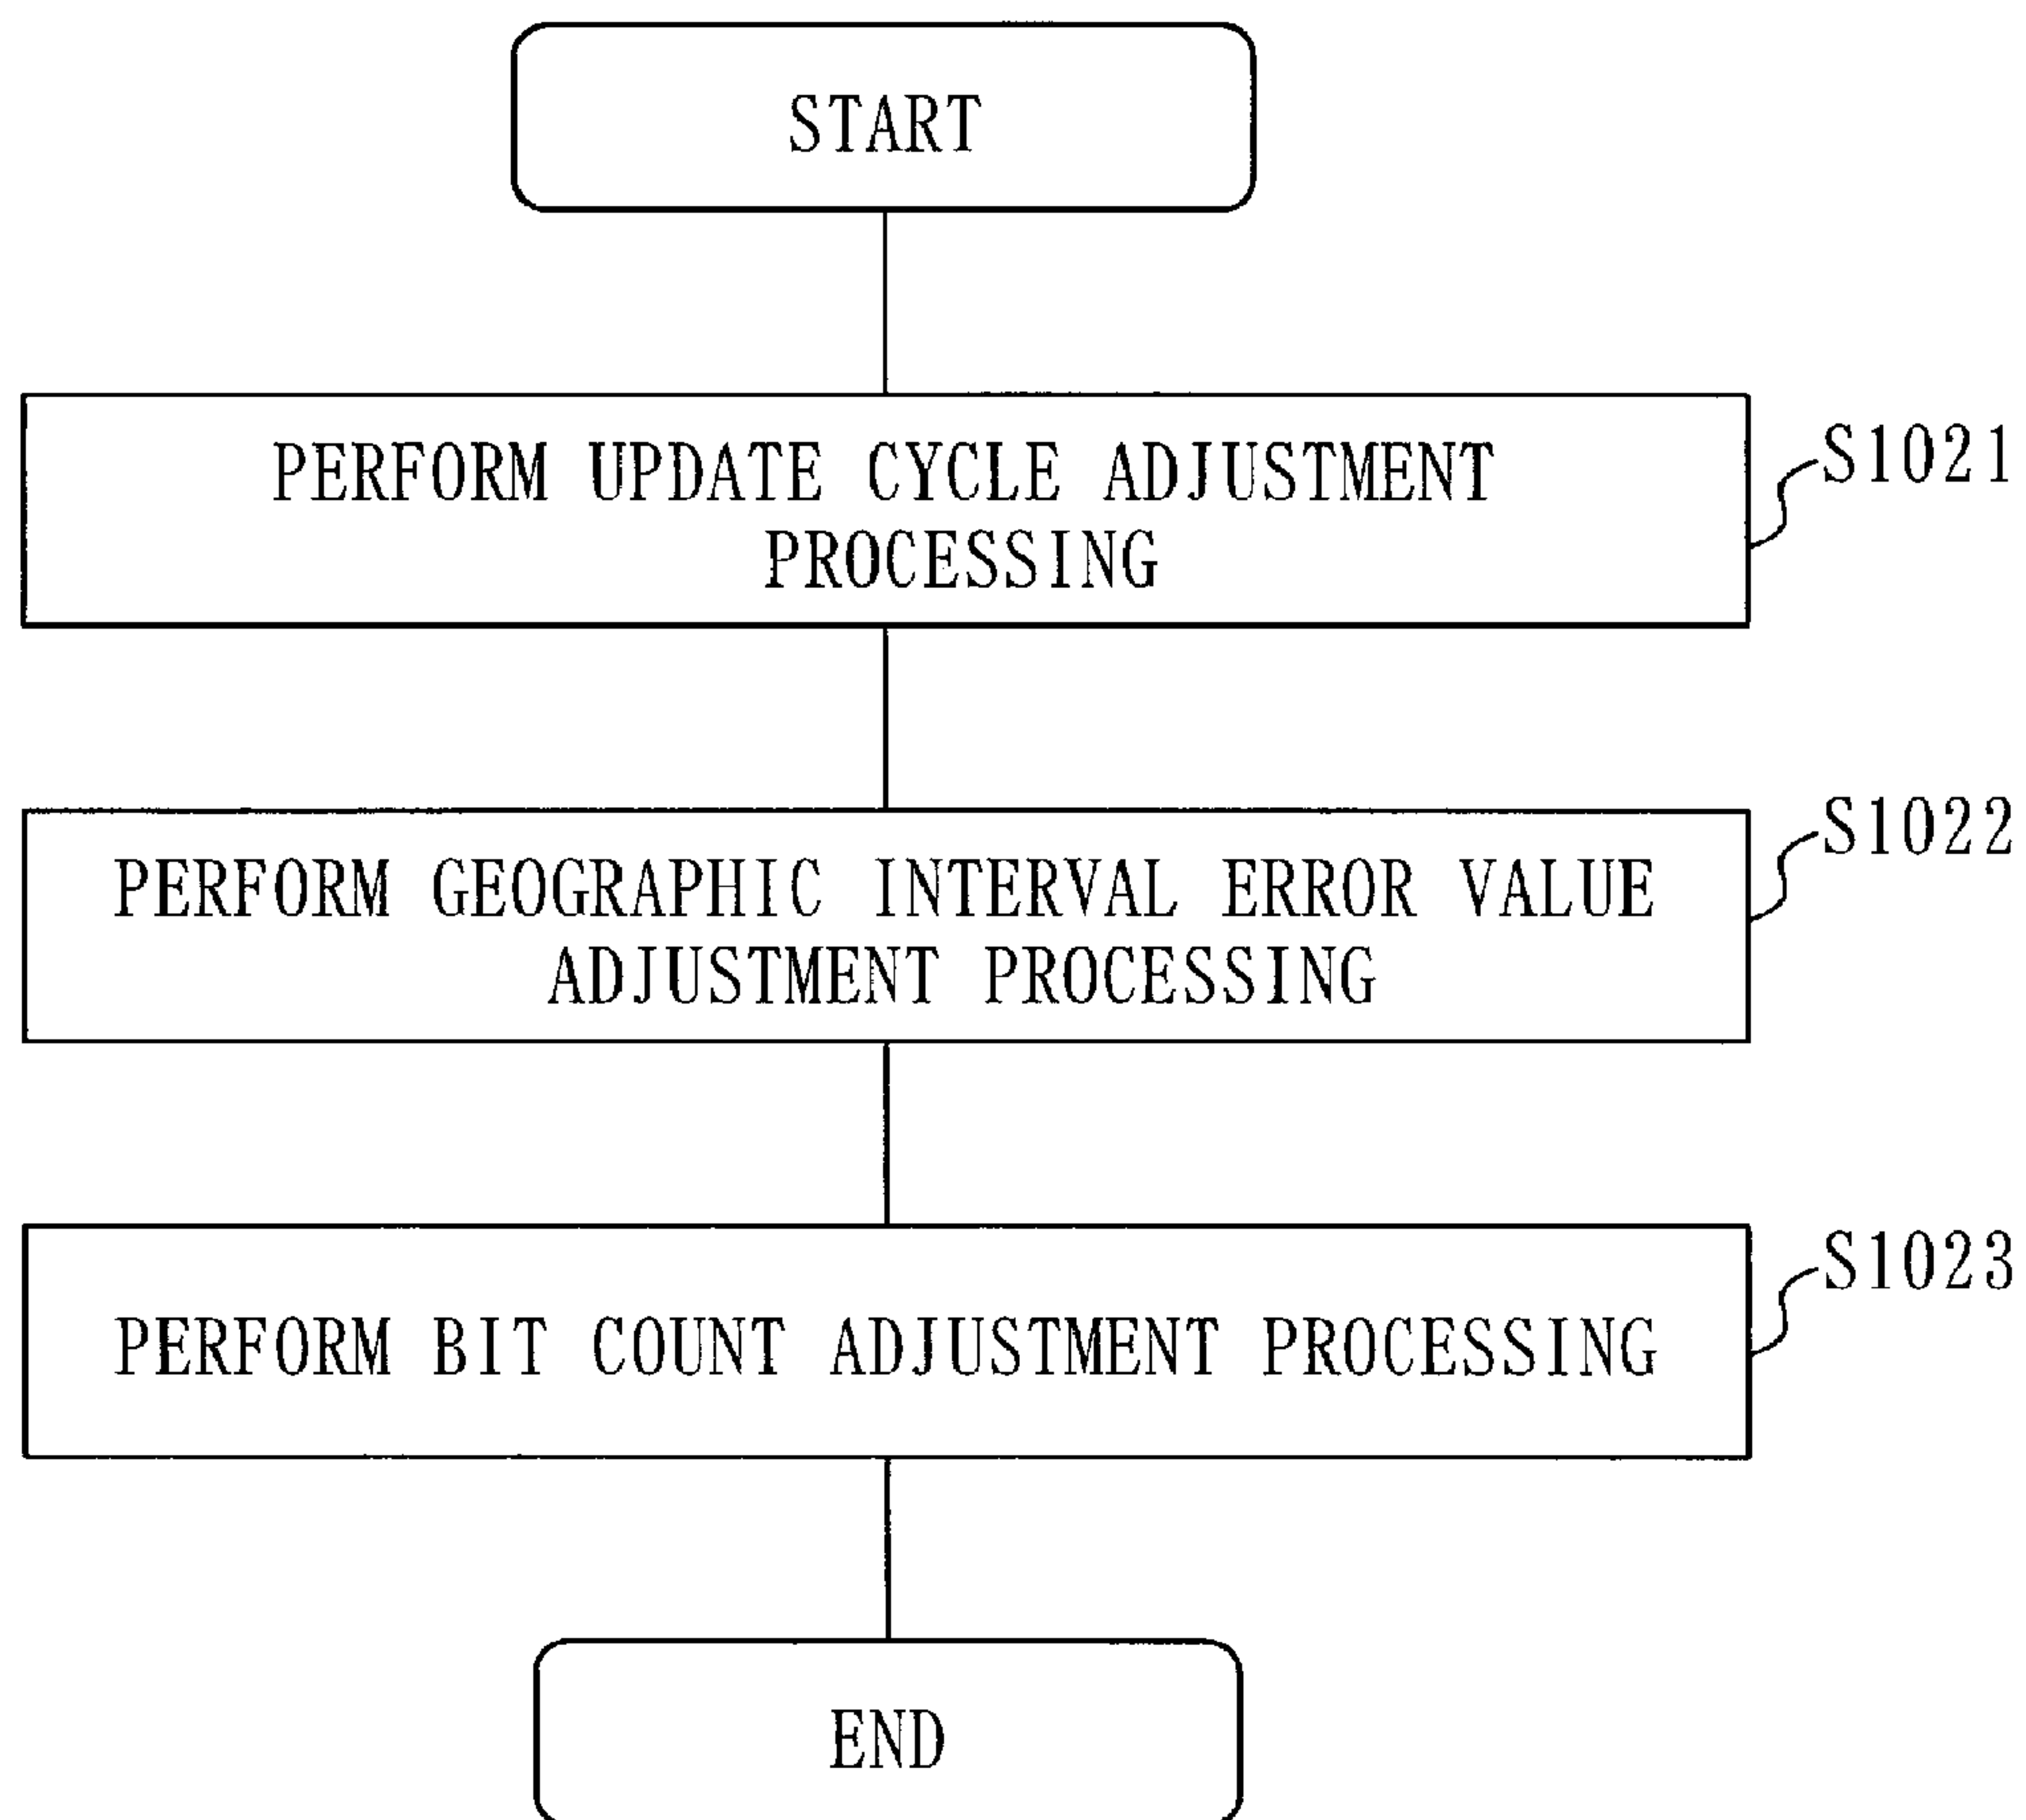 START
PERFORM UPDATE CYCLE ADJUSTMENT
PROCESSING
S1021
PERFORM GEOGRAPHIC INTERVAL ERROR VALUE
ADJUSTMENT PROCESSING
S1022
PERFORM BIT COUNT ADJUSTMENT PROCESSING
S1023
END